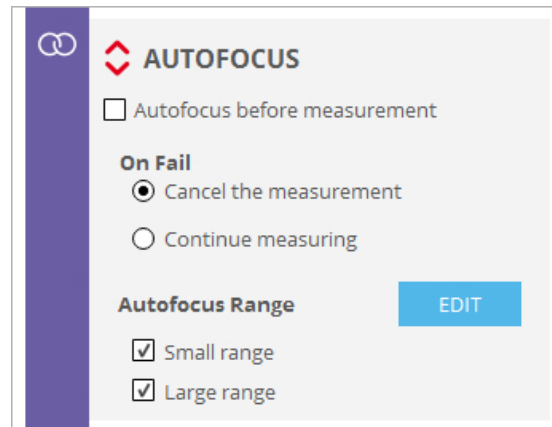 AUTOFOCUS
Autofocus before measurement
On Fail
Cancel the measurement
Continue measuring
Autofocus Range EDIT
Small range
Large range